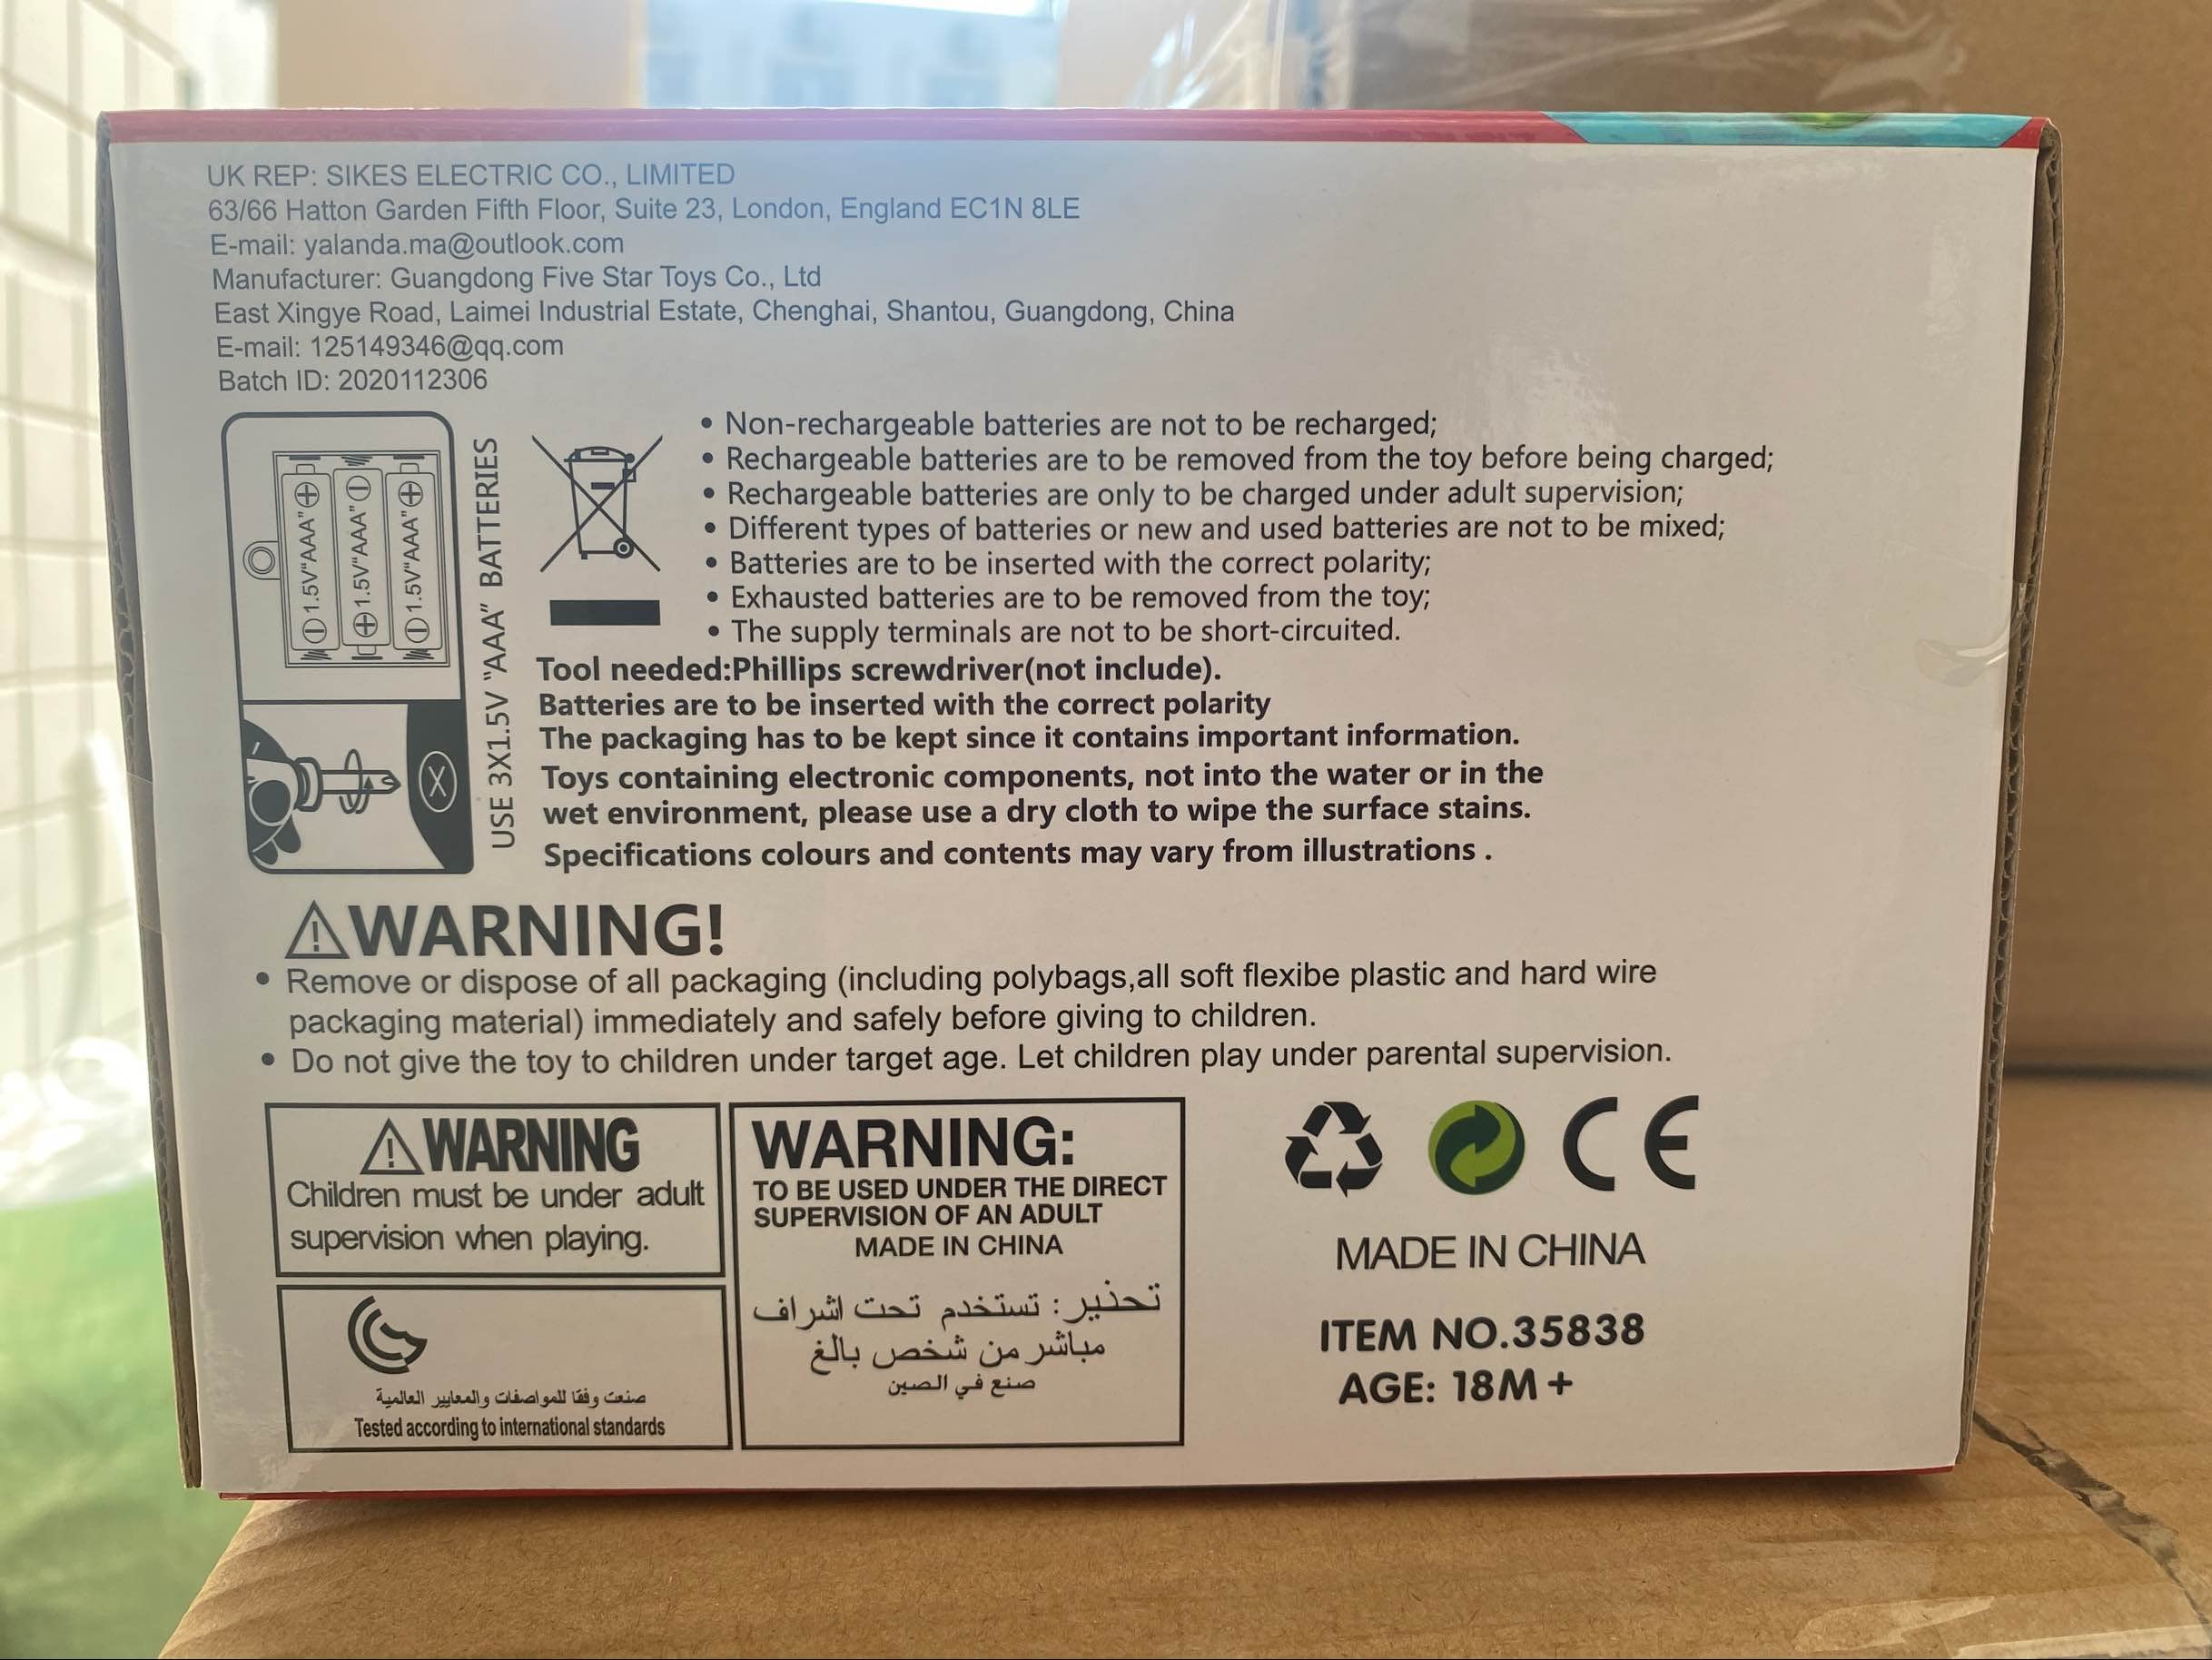 UK REP: SIKES ELECTRIC CO., LIMITED
63/66 Hatton Garden Fifth Floor, Suite 23, London, England EC1N 8LE
E-mail: yalanda.ma@outlook.com
Manufacturer: Guangdong Five Star Toys Co., Ltd
East Xingye Road, Laimei Industrial Estate, Chenghai, Shantou, Guangdong, China
E-mail: 125149346@qq.com
Batch ID: 2020112306
1.5V"AAA"
1.5V"AAA"
1.5V"AAA"
USE 3X1.5V "AAA" BATTERIES
• Non-rechargeable batteries are not to be recharged;
• Rechargeable batteries are to be removed from the toy before being charged;
• Rechargeable batteries are only to be charged under adult supervision;
• Different types of batteries or new and used batteries are not to be mixed;
• Batteries are to be inserted with the correct polarity;
• Exhausted batteries are to be removed from the toy;
• The supply terminals are not to be short-circuited.
Tool needed:Phillips screwdriver(not include).
Batteries are to be inserted with the correct polarity
The packaging has to be kept since it contains important information.
Toys containing electronic components, not into the water or in the
wet environment, please use a dry cloth to wipe the surface stains.
Specifications colours and contents may vary from illustrations .
WARNING!
• Remove or dispose of all packaging (including polybags,all soft flexibe plastic and hard wire
packaging material) immediately and safely before giving to children.
• Do not give the toy to children under target age. Let children play under parental supervision.
WARNING
Children must be under adult
supervision when playing.
صنعت وفقا للمواصفات والمعايير العالمية
Tested according to international standards
WARNING:
TO BE USED UNDER THE DIRECT
SUPERVISION OF AN ADULT
MADE IN CHINA
تحذير: تستخدم تحت اشراف
مباشر من شخص بالغ
صنع في الصين
CE
MADE IN CHINA
ITEM NO.35838
AGE: 18M+